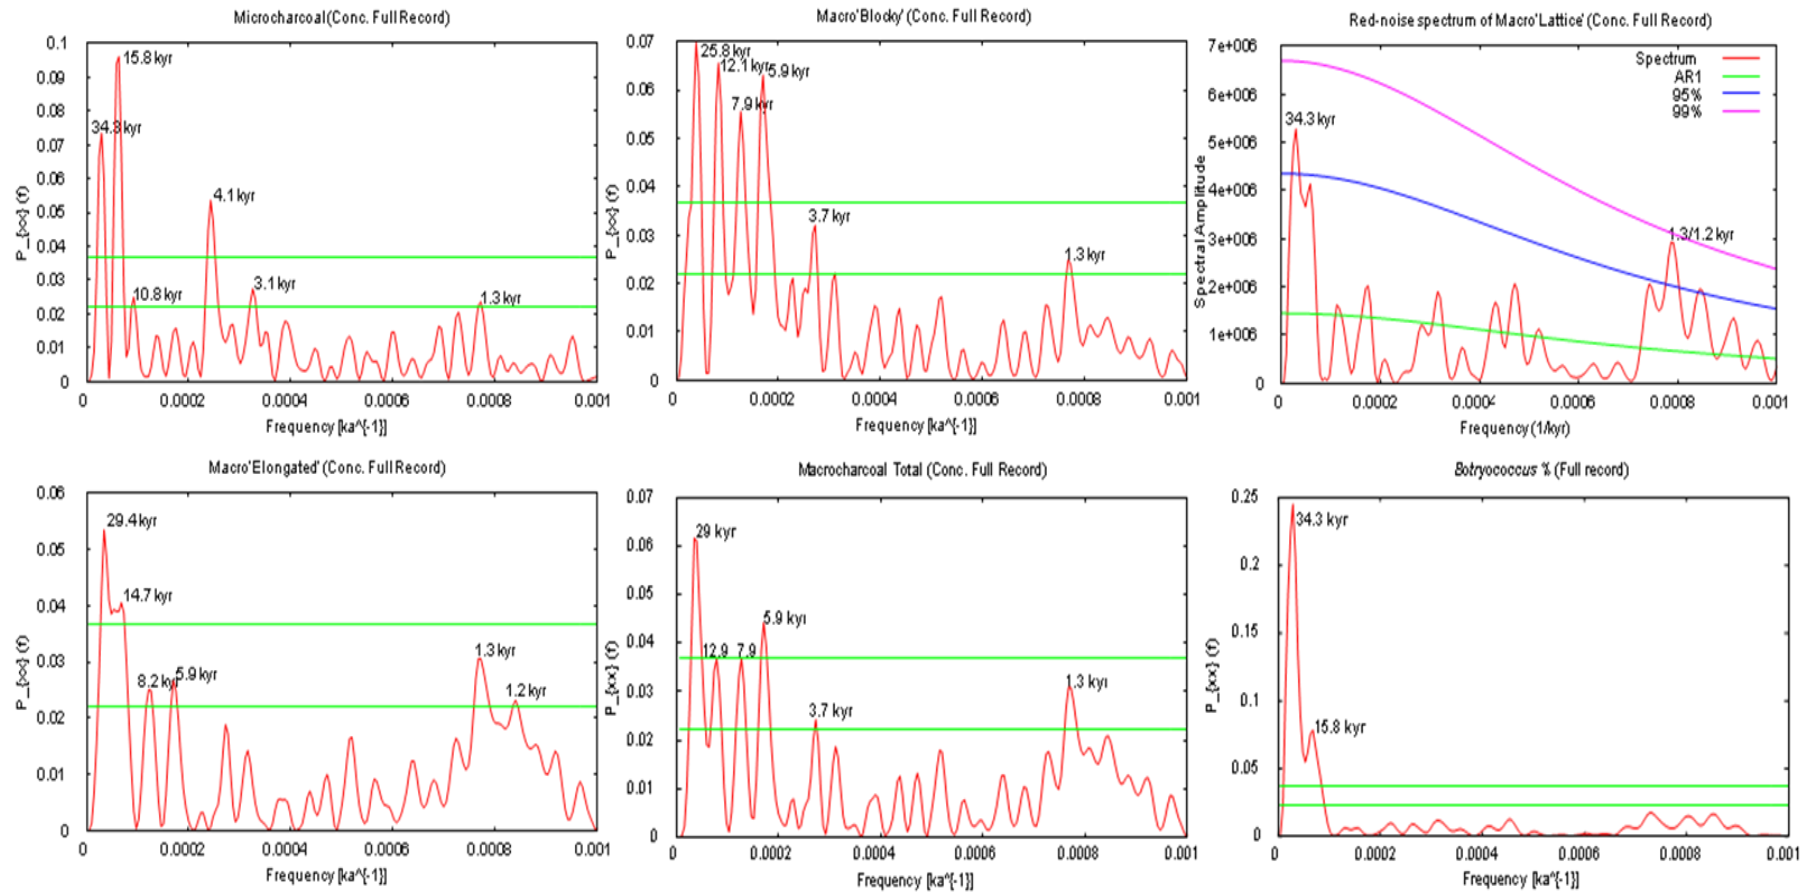 Microcharcoal (Conc. Full Record)
0.1
0.09
0.08
0.07
0.06
0.05
0.04
0.03
0.02
0.01
0
P_{xx} (f)
34.3 kyr
15.8 kyr
10.8 kyr
4.1 kyr
3.1 kyr
1.3 kyr
0 0.0002 0.0004 0.0006 0.0008 0.001
Frequency [ka^{-1}]
Macro'Blocky' (Conc. Full Record)
0.07
0.06
0.05
0.04
0.03
0.02
0.01
0
P_{xx} (f)
25.8 kyr
12.1 kyr
5.9 kyr
7.9 kyr
3.7 kyr
1.3 kyr
0 0.0002 0.0004 0.0006 0.0008 0.001
Frequency [ka^{-1}]
Red-noise spectrum of Macro'Lattice' (Conc. Full Record)
7e+006
6e+006
5e+006
4e+006
3e+006
2e+006
1e+006
0
Spectral Amplitude
Spectrum
AR1
95%
99%
34.3 kyr
1.3/1.2 kyr
0 0.0002 0.0004 0.0006 0.0008 0.001
Frequency (1/kyr)
Macro'Elongated' (Conc. Full Record)
0.06
0.05
0.04
0.03
0.02
0.01
0
P_{xx} (f)
29.4 kyr
14.7 kyr
8.2 kyr
5.9 kyr
1.3 kyr
1.2 kyr
0 0.0002 0.0004 0.0006 0.0008 0.001
Frequency [ka^{-1}]
Macrocharcoal Total (Conc. Full Record)
0.07
0.06
0.05
0.04
0.03
0.02
0.01
0
P_{xx} (f)
29 kyr
12.9 7.9
5.9 kyr
3.7 kyr
1.3 kyr
0 0.0002 0.0004 0.0006 0.0008 0.001
Frequency [ka^{-1}]
Botryococcus % (Full record)
0.25
0.2
0.15
0.1
0.05
0
P_{xx} (f)
34.3 kyr
15.8 kyr
0 0.0002 0.0004 0.0006 0.0008 0.001
Frequency [ka^{-1}]